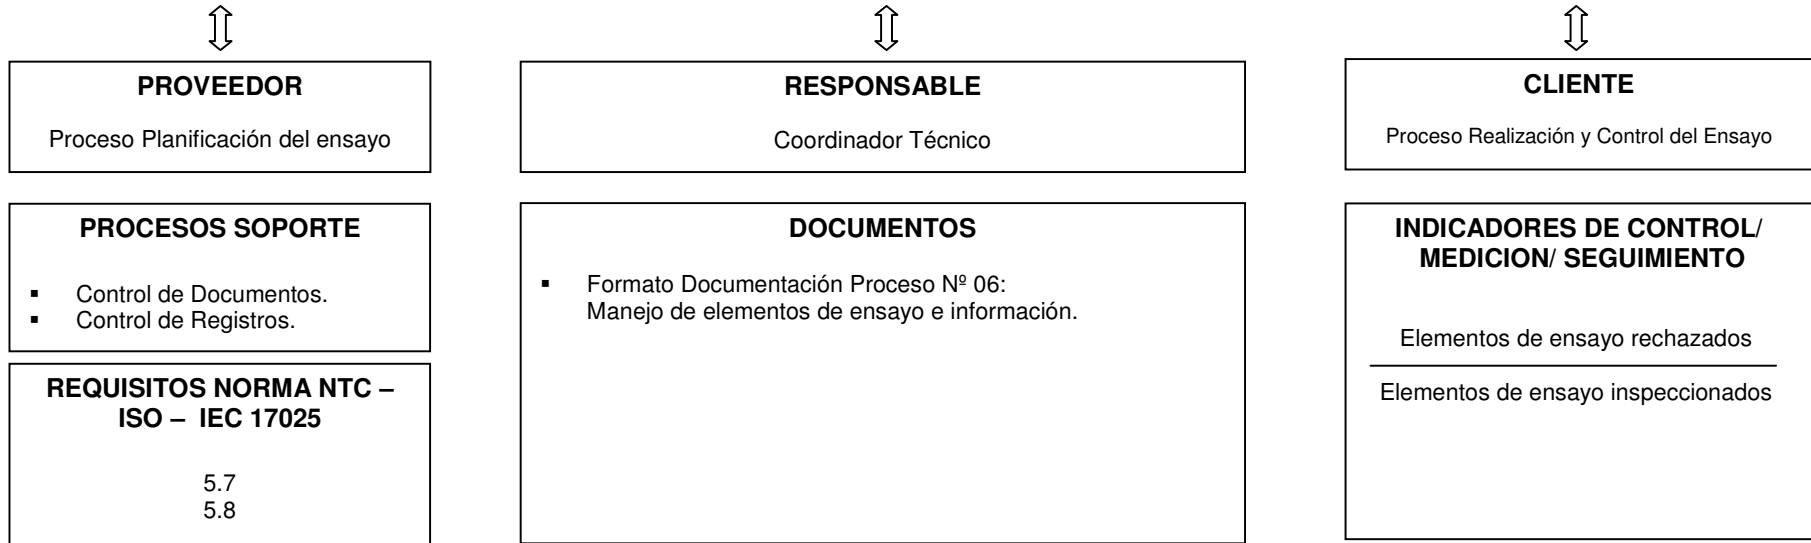 PROVEEDOR
Proceso Planificación del ensayo
RESPONSABLE
Coordinador Técnico
CLIENTE
Proceso Realización y Control del Ensayo
PROCESOS SOPORTE
▪ Control de Documentos.
▪ Control de Registros.
DOCUMENTOS
▪ Formato Documentación Proceso Nº 06:
Manejo de elementos de ensayo e información.
INDICADORES DE CONTROL/
MEDICION/ SEGUIMIENTO
Elementos de ensayo rechazados
Elementos de ensayo inspeccionados
REQUISITOS NORMA NTC –
ISO – IEC 17025
5.7
5.8